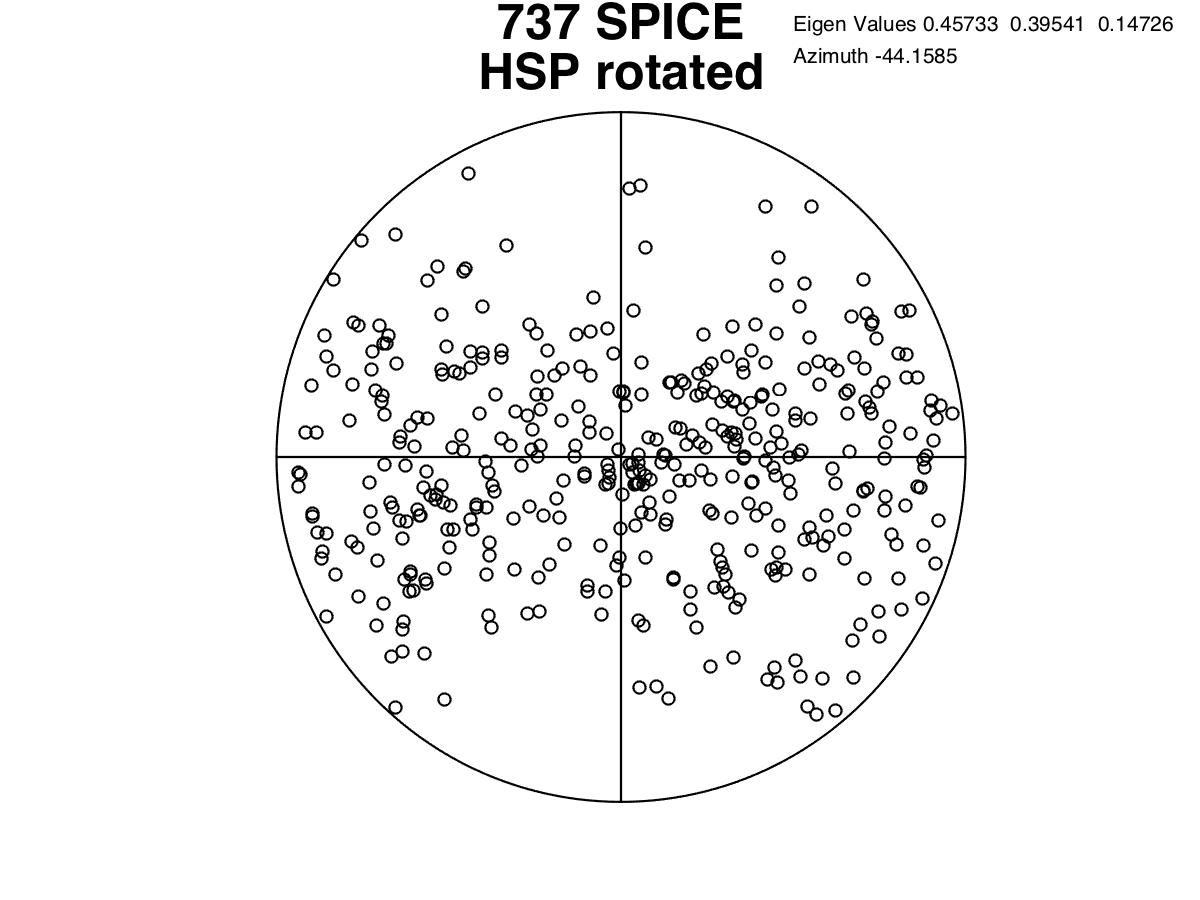 737 SPICE
HSP rotated
Eigen Values 0.45733 0.39541 0.14726
Azimuth -44.1585